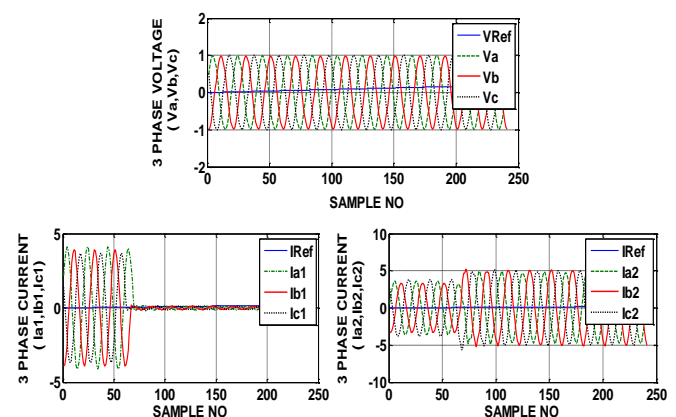 3 PHASE VOLTAGE
( Va,Vb,Vc)
2
1
0
-1
-2
0 50 100 150 200 250
SAMPLE NO
VRef
Va
Vb
Vc
3 PHASE CURRENT
( Ia1,Ib1,Ic1)
5
0
-5
0 50 100 150 200 250
SAMPLE NO
IRef
Ia1
Ib1
Ic1
3 PHASE CURRENT
( Ia2,Ib2,Ic2)
10
5
0
-5
-10
0 50 100 150 200 250
SAMPLE NO
IRef
Ia2
Ib2
Ic2